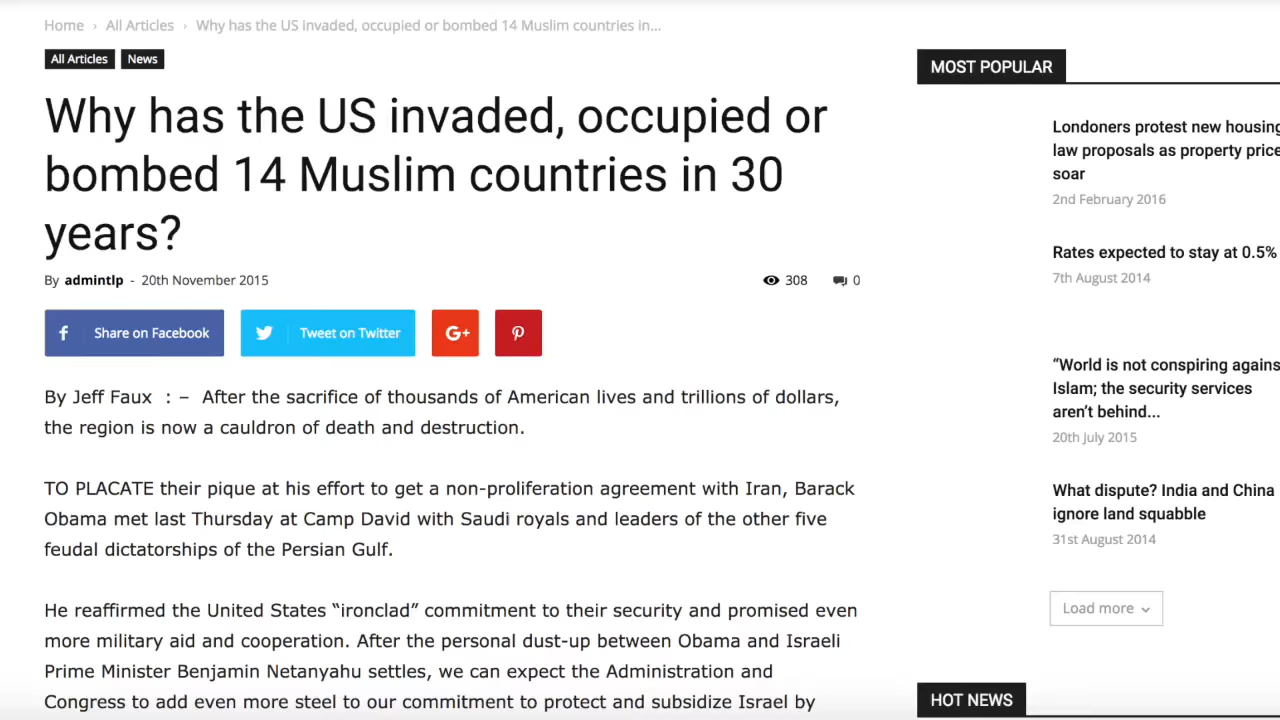 Home › All Articles › Why has the US invaded, occupied or bombed 14 Muslim countries in...
All Articles News
Why has the US invaded, occupied or
bombed 14 Muslim countries in 30
years?
By admintlp - 20th November 2015 308 0
Share on Facebook Tweet on Twitter G+
By Jeff Faux : – After the sacrifice of thousands of American lives and trillions of dollars,
the region is now a cauldron of death and destruction.
TO PLACATE their pique at his effort to get a non-proliferation agreement with Iran, Barack
Obama met last Thursday at Camp David with Saudi royals and leaders of the other five
feudal dictatorships of the Persian Gulf.
He reaffirmed the United States “ironclad” commitment to their security and promised even
more military aid and cooperation. After the personal dust-up between Obama and Israeli
Prime Minister Benjamin Netanyahu settles, we can expect the Administration and
Congress to add even more steel to our commitment to protect and subsidize Israel by
MOST POPULAR
Londoners protest new housing
law proposals as property price
soar
2nd February 2016
Rates expected to stay at 0.5%
7th August 2014
“World is not conspiring agains
Islam; the security services
aren’t behind...
20th July 2015
What dispute? India and China
ignore land squabble
31st August 2014
Load more
HOT NEWS